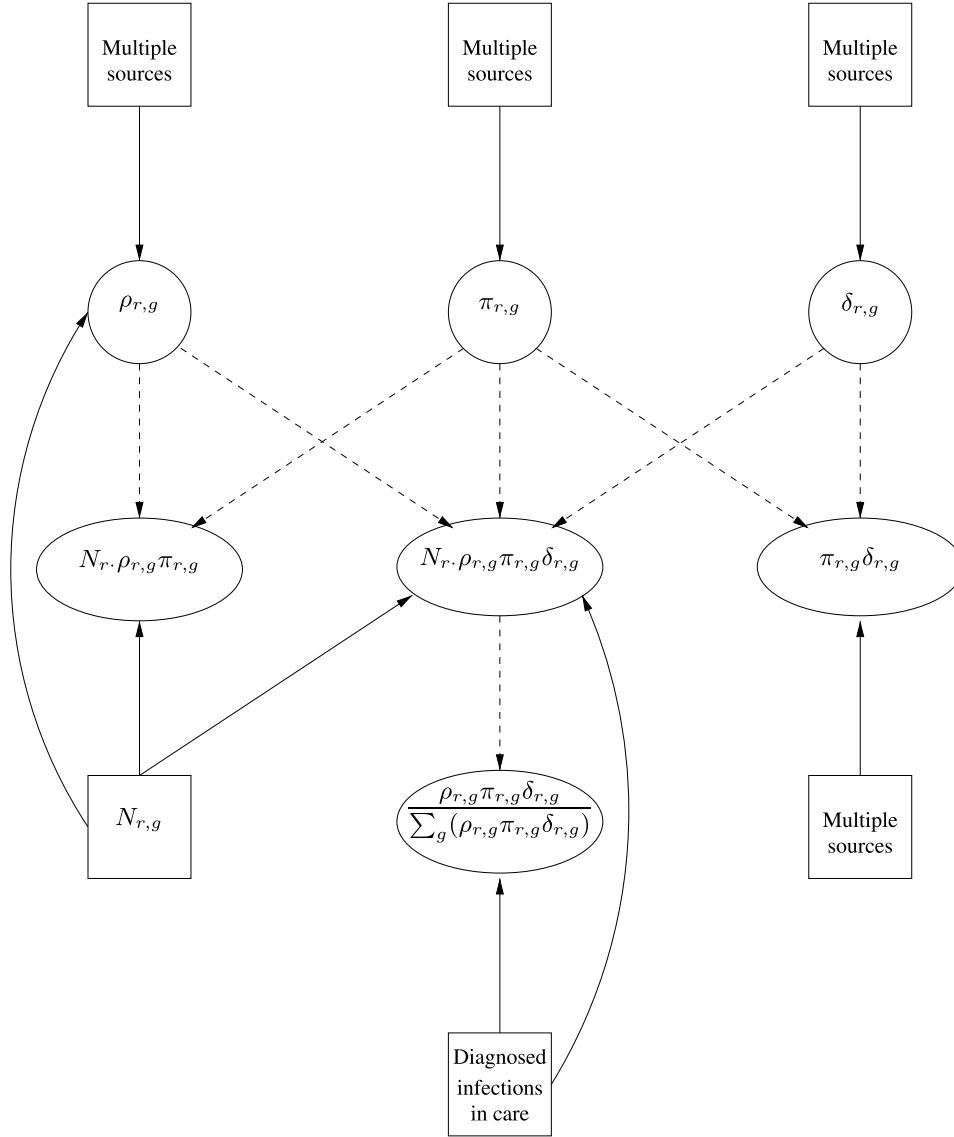 Multiple
sources
Multiple
sources
Multiple
sources
ρ_{r,g}
π_{r,g}
δ_{r,g}
N_{r·}ρ_{r,g}π_{r,g}
N_{r·}ρ_{r,g}π_{r,g}δ_{r,g}
π_{r,g}δ_{r,g}
N_{r,g}
ρ_{r,g}π_{r,g}δ_{r,g}
∑_g(ρ_{r,g}π_{r,g}δ_{r,g})
Multiple
sources
Diagnosed
infections
in care